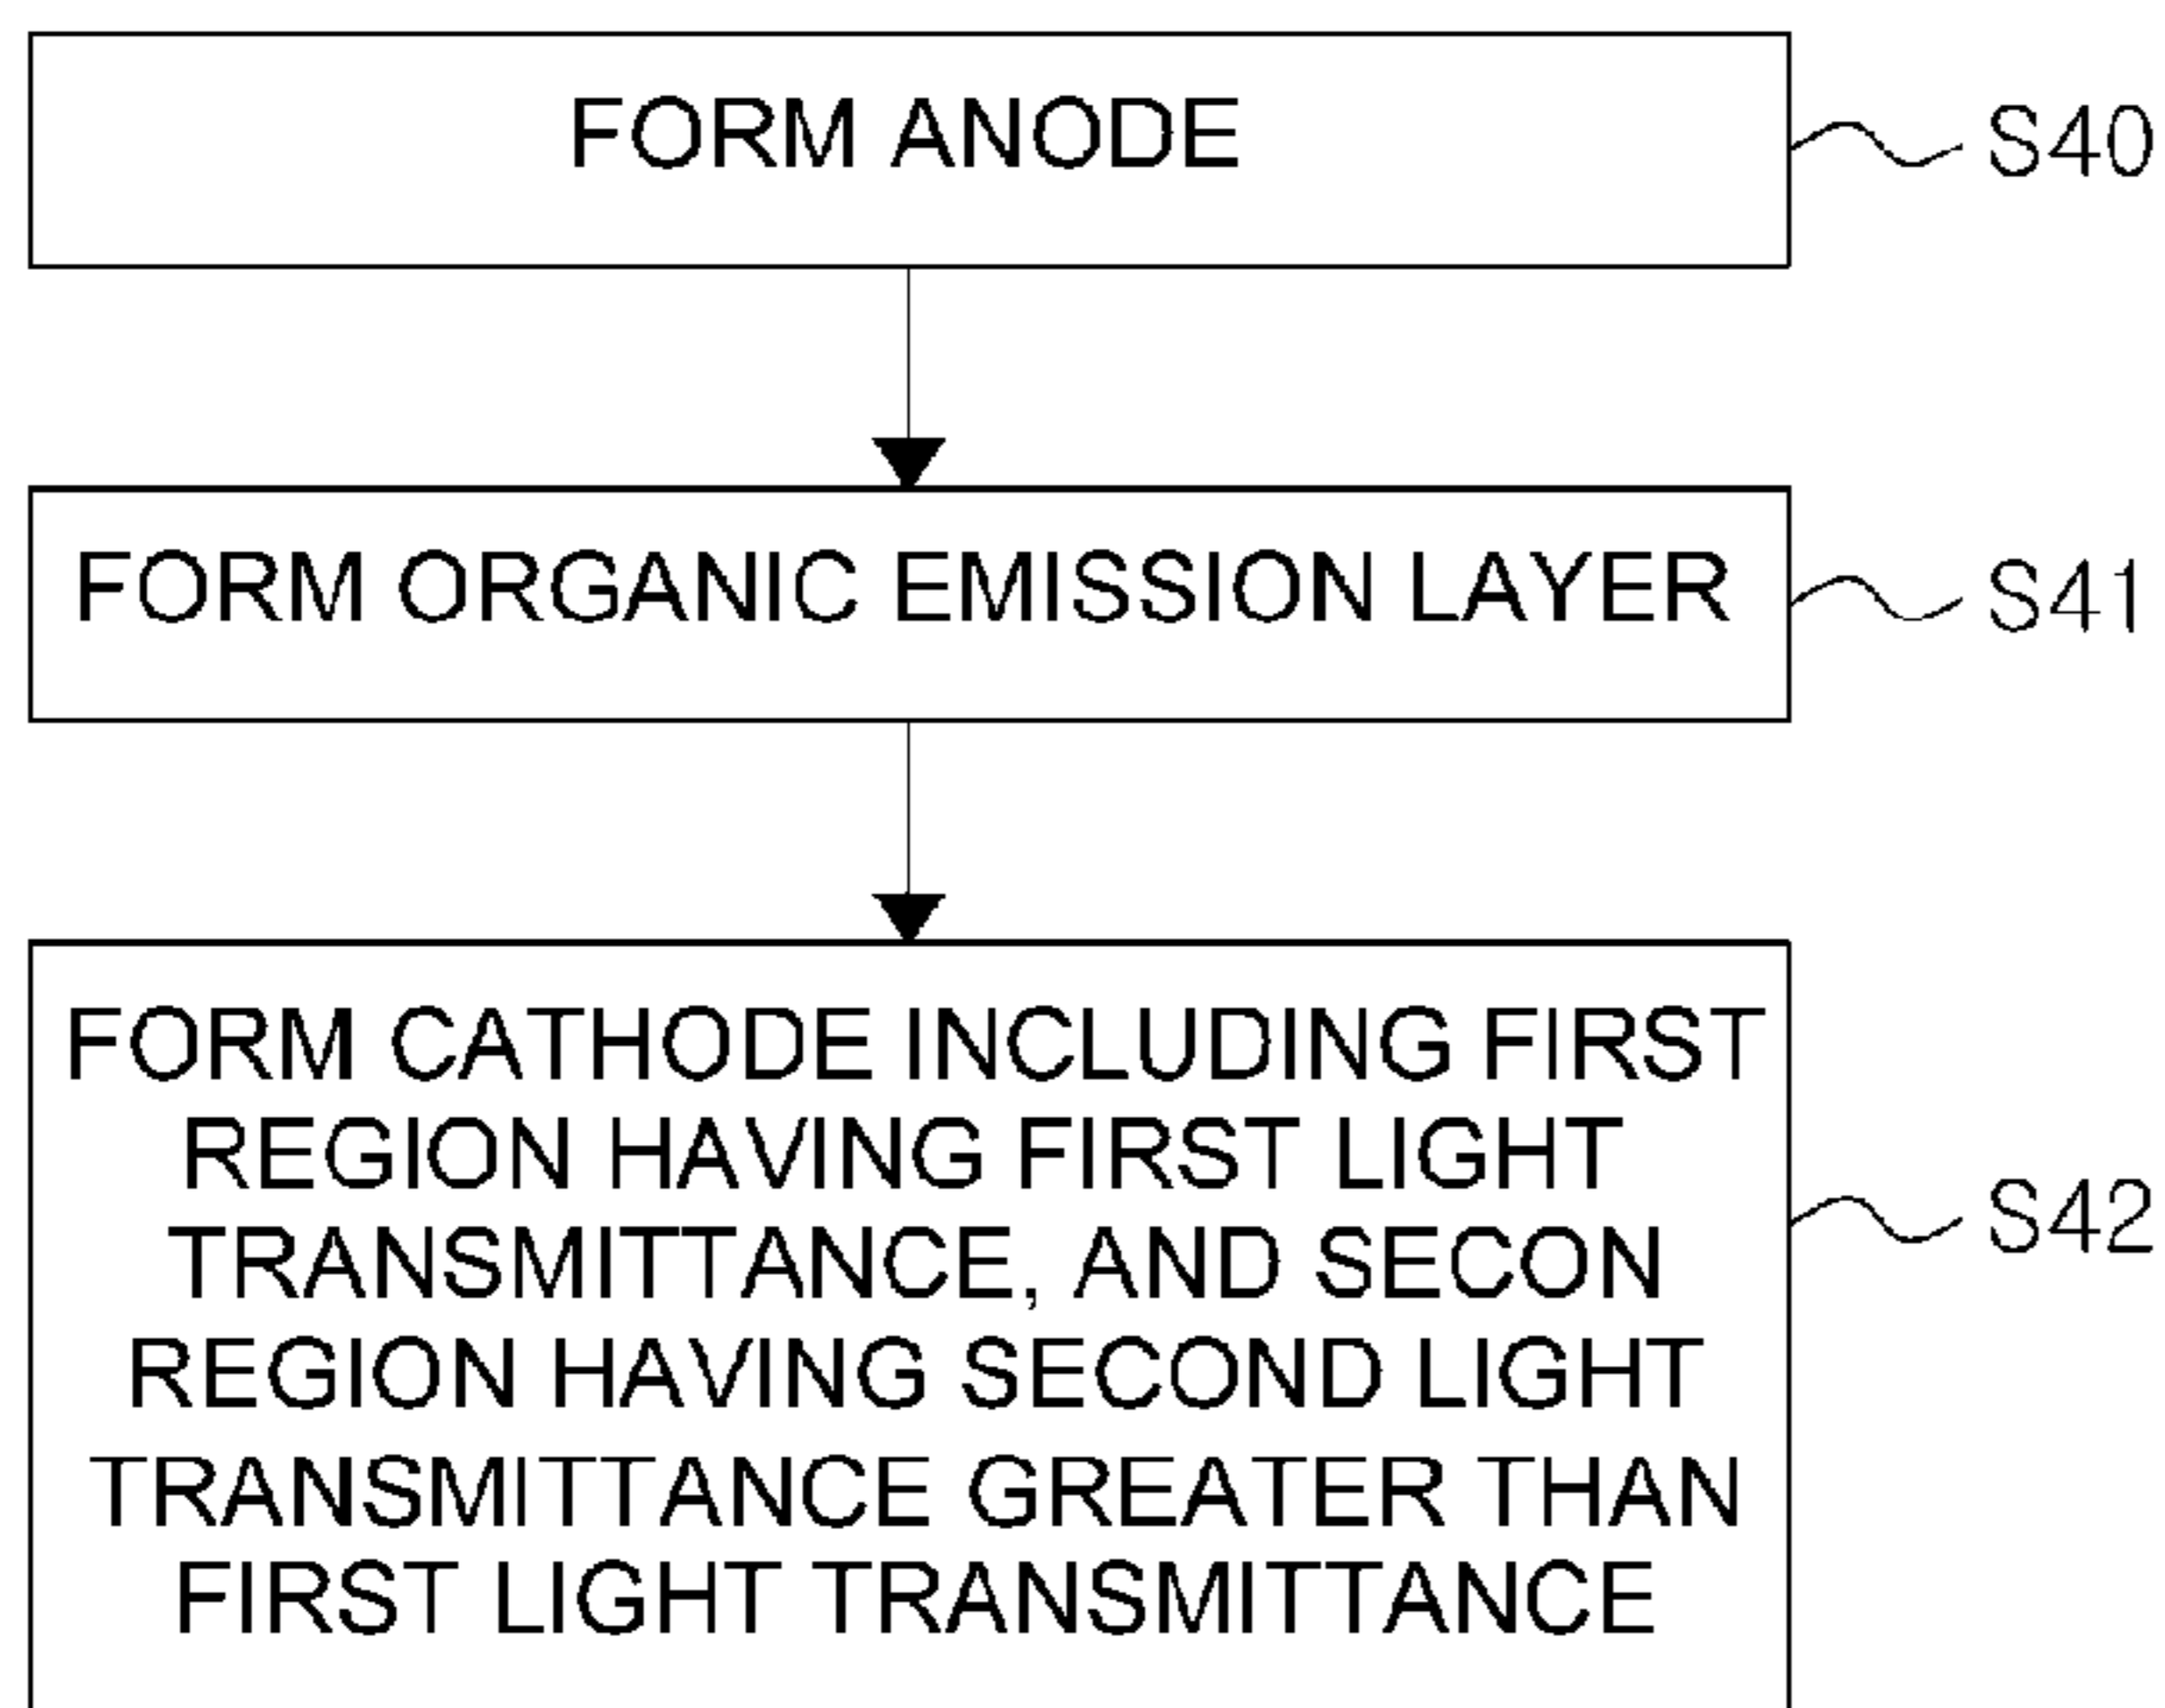 FORM ANODE
S40
FORM ORGANIC EMISSION LAYER
S41
FORM CATHODE INCLUDING FIRST
REGION HAVING FIRST LIGHT
TRANSMITTANCE, AND SECON
REGION HAVING SECOND LIGHT
TRANSMITTANCE GREATER THAN
FIRST LIGHT TRANSMITTANCE
S42